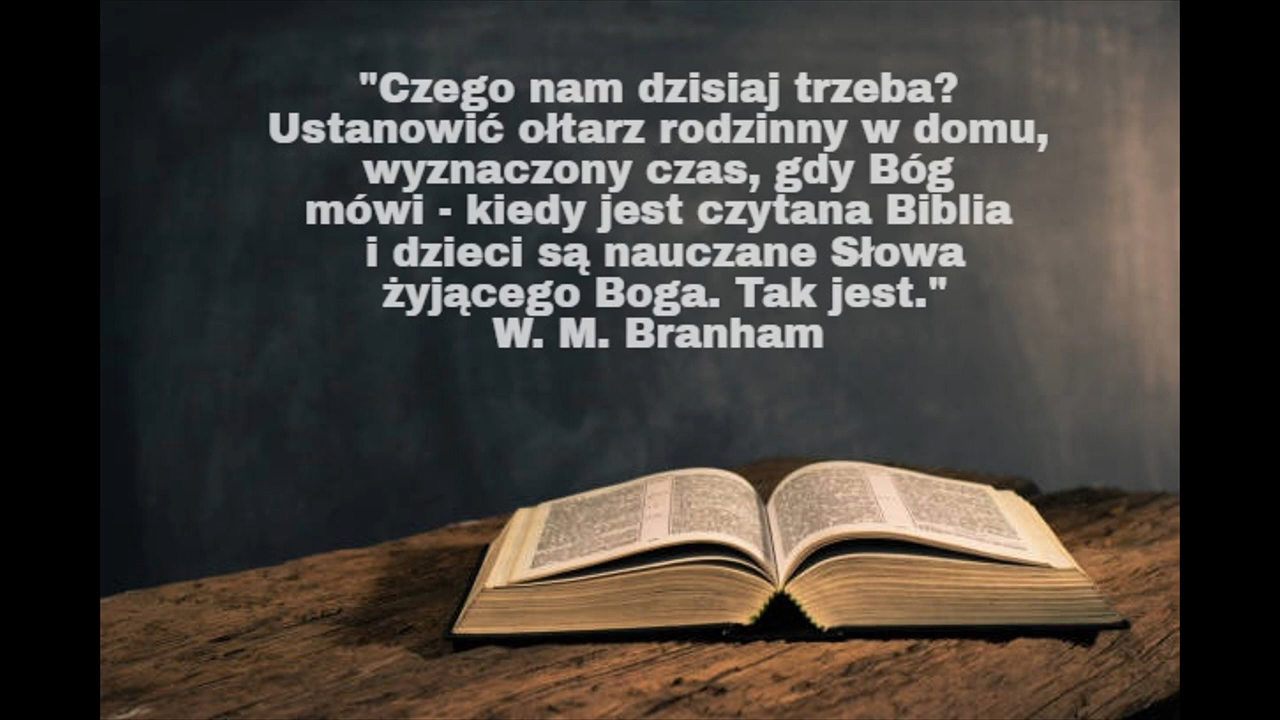 "Czego nam dzisiaj trzeba?
Ustanowić ołtarz rodzinny w domu,
wyznaczony czas, gdy Bóg
mówi - kiedy jest czytana Biblia
i dzieci są nauczane Słowa
żyjącego Boga. Tak jest."
W. M. Branham